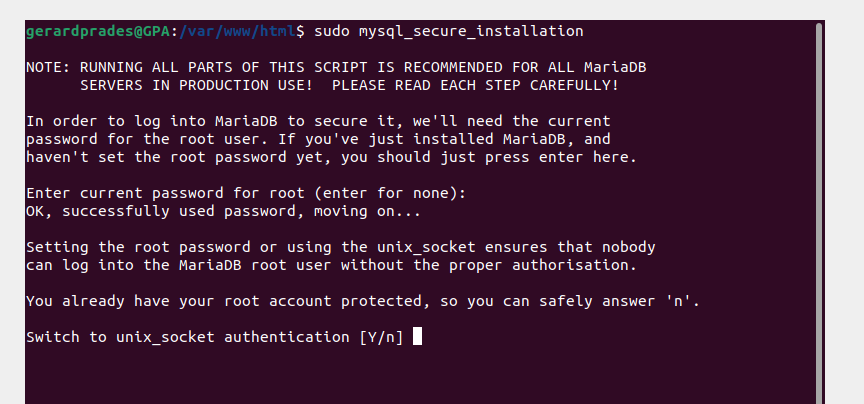 gerardprades@GPA:/var/www/html$ sudo mysql_secure_installation
NOTE: RUNNING ALL PARTS OF THIS SCRIPT IS RECOMMENDED FOR ALL MariaDB
SERVERS IN PRODUCTION USE!  PLEASE READ EACH STEP CAREFULLY!
In order to log into MariaDB to secure it, we'll need the current
password for the root user. If you've just installed MariaDB, and
haven't set the root password yet, you should just press enter here.
Enter current password for root (enter for none):
OK, successfully used password, moving on...
Setting the root password or using the unix_socket ensures that nobody
can log into the MariaDB root user without the proper authorisation.
You already have your root account protected, so you can safely answer 'n'.
Switch to unix_socket authentication [Y/n]